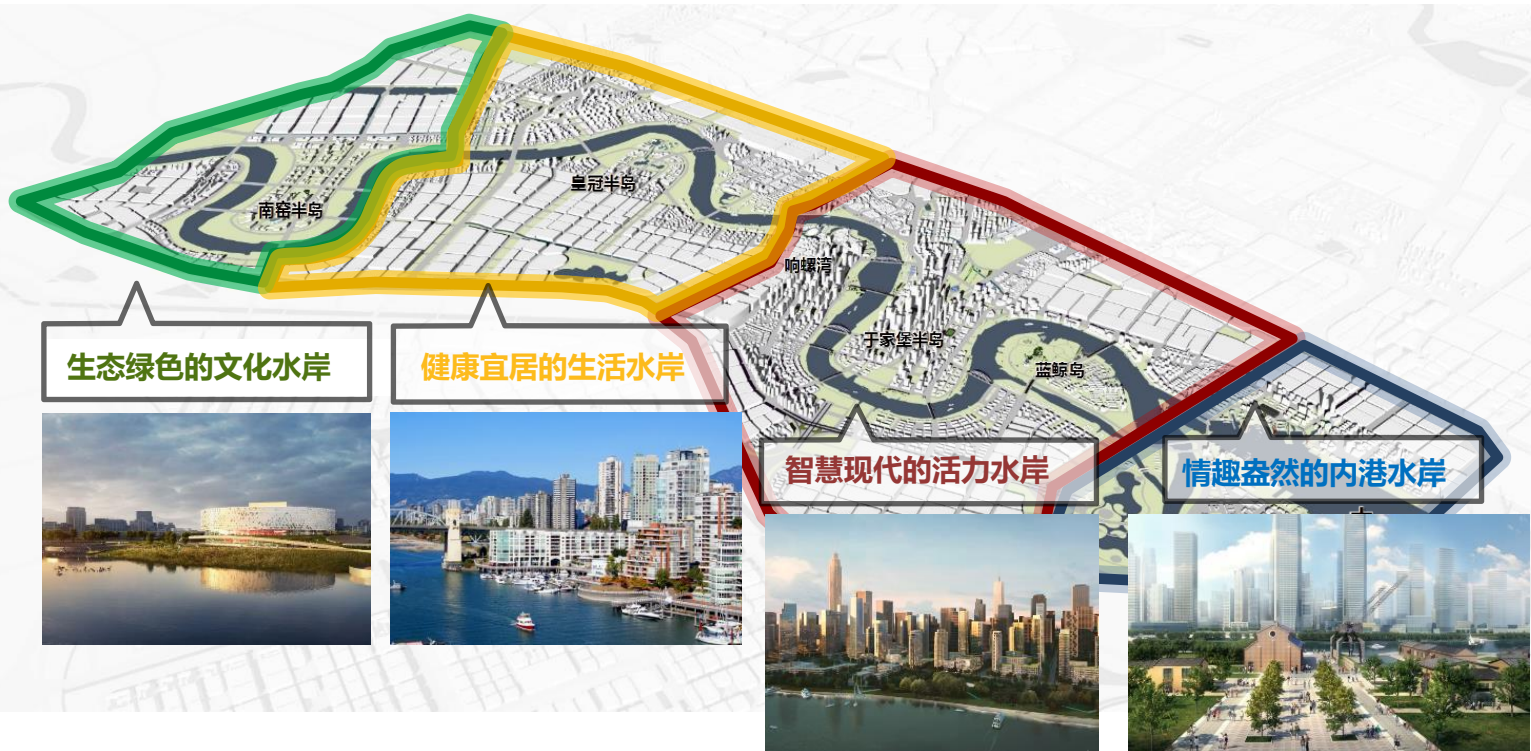 南窑半岛
皇冠半岛
响螺湾
于家堡半岛
蓝鲸岛
生态绿色的文化水岸
健康宜居的生活水岸
智慧现代的活力水岸
情趣盎然的内港水岸